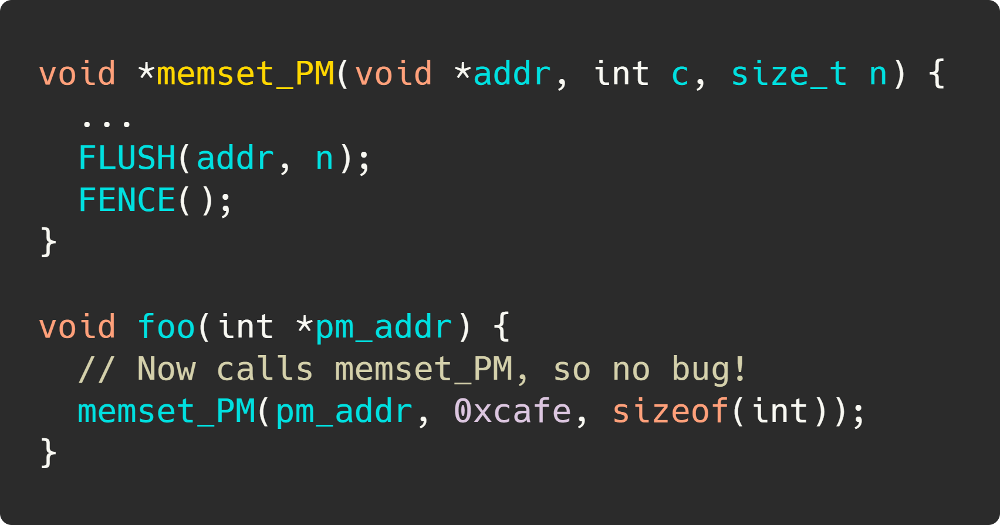 void *memset_PM(void *addr, int c, size_t n) {
  ...
  FLUSH(addr, n);
  FENCE();
}

void foo(int *pm_addr) {
  // Now calls memset_PM, so no bug!
  memset_PM(pm_addr, 0xcafe, sizeof(int));
}